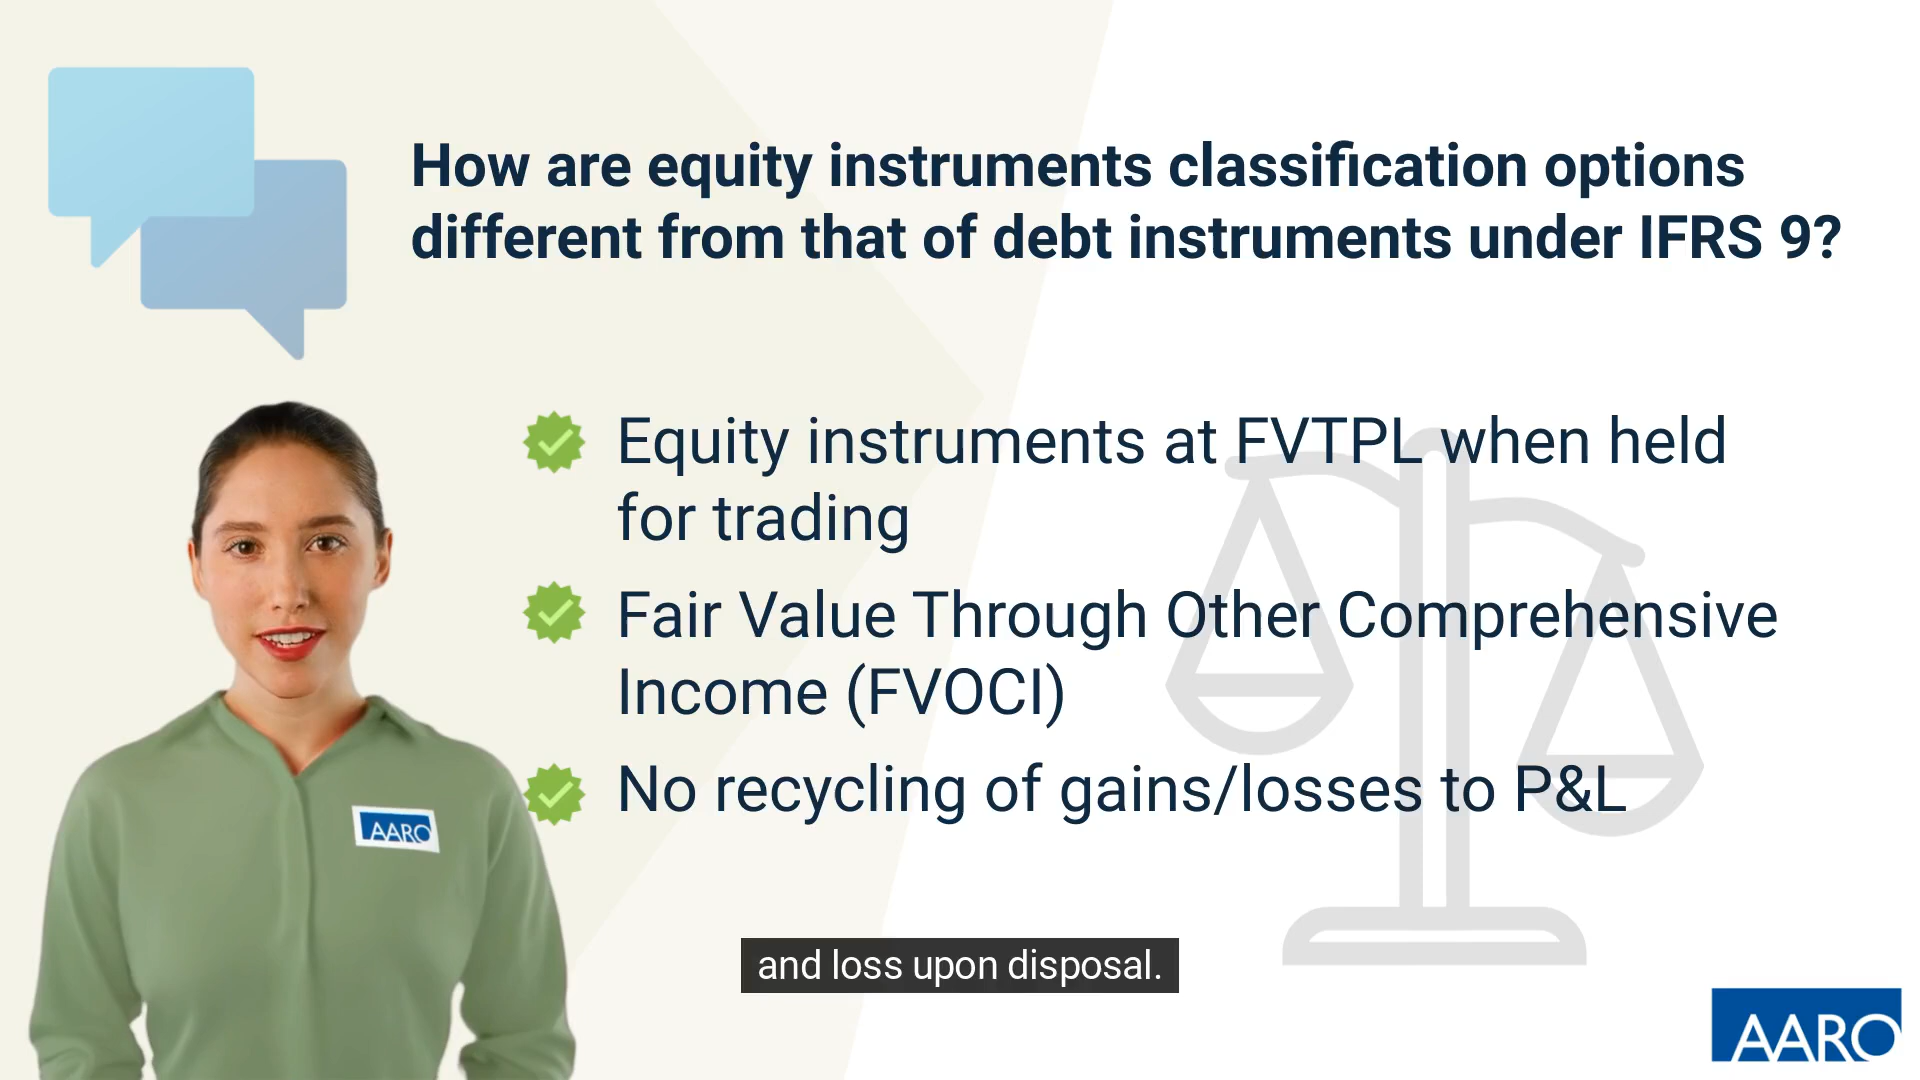 How are equity instruments classification options
different from that of debt instruments under IFRS 9?
Equity instruments at FVTPL when held
for trading
Fair Value Through Other Comprehensive
Income (FVOCI)
No recycling of gains/losses to P&L
AARO
and loss upon disposal.
AARO